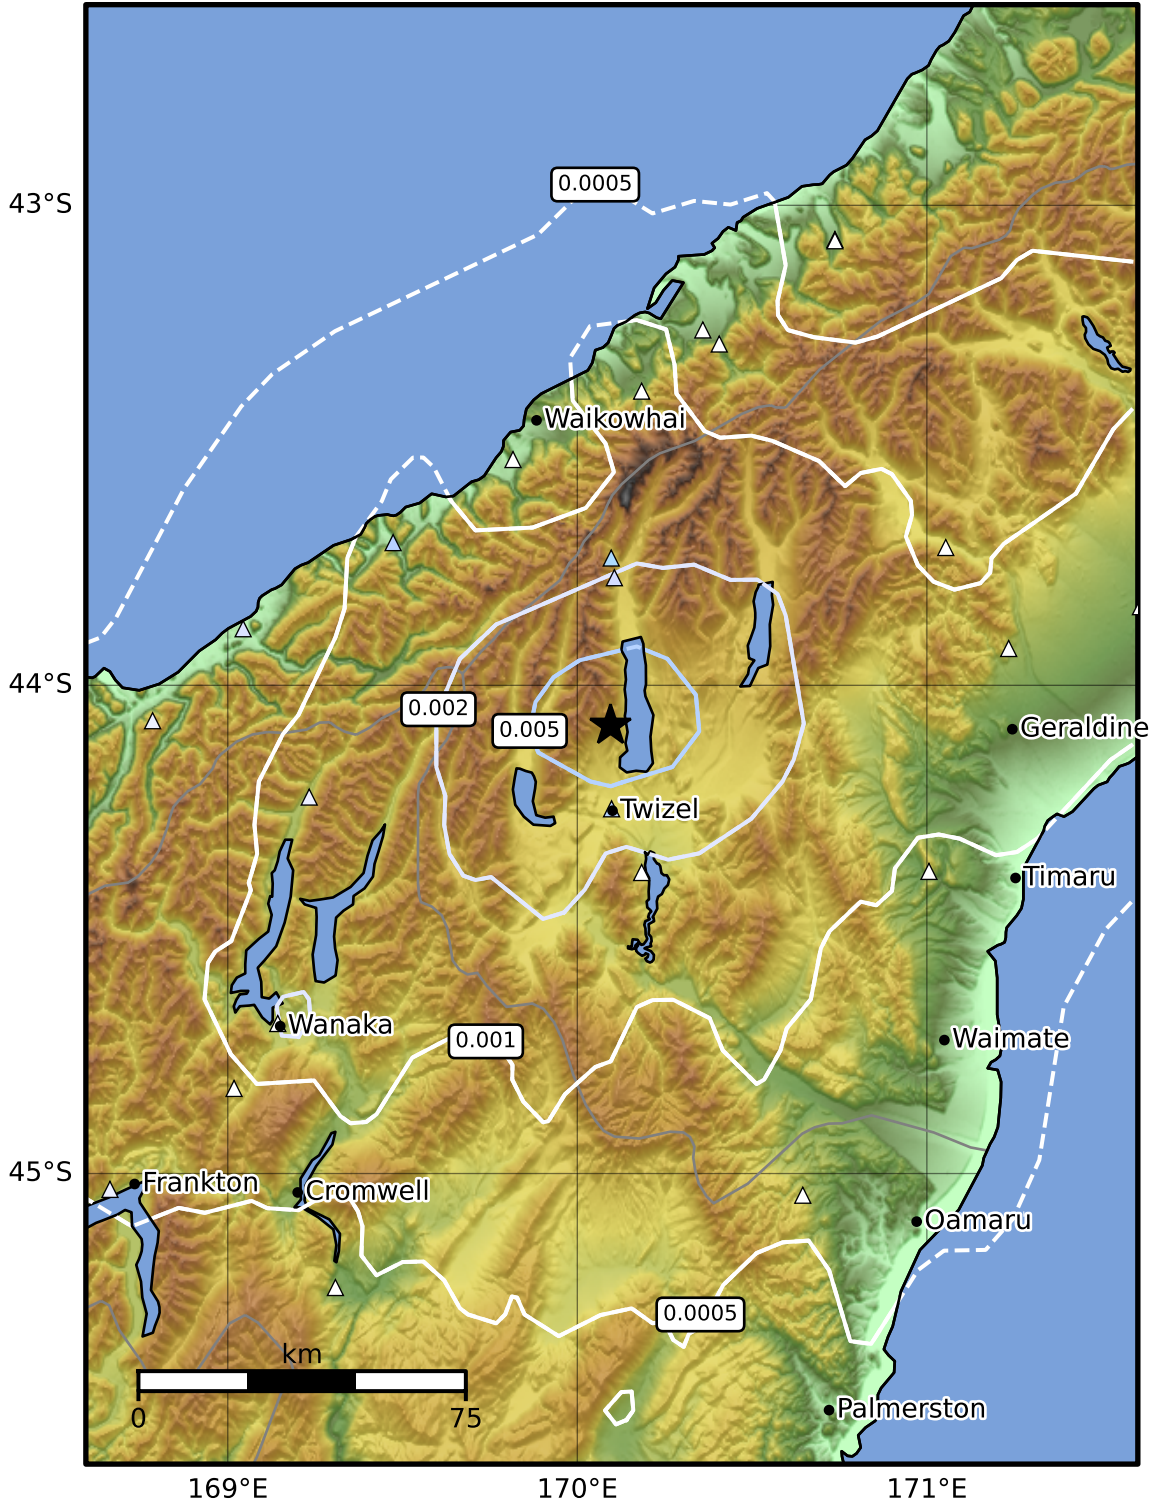 0.0005
43°S
Waikowhai
44°S
0.002
0.005
Geraldine
Twizel
Timaru
Wanaka
0.001
Waimate
45°S
Frankton
Cromwell
Oamaru
0.0005
km
0
75
Palmerston
169°E
170°E
171°E